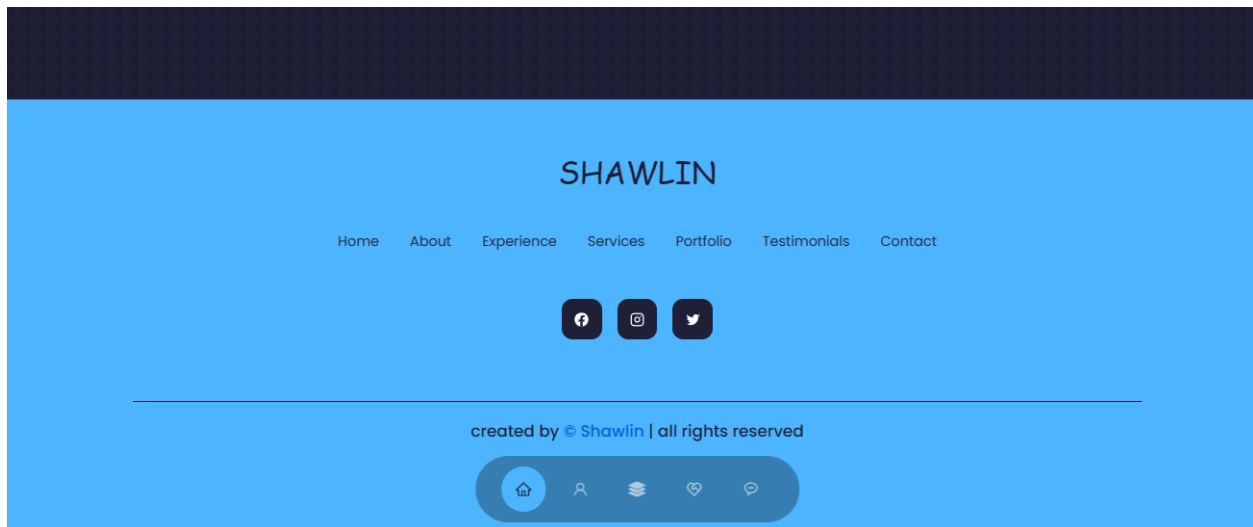 SHAWLIN
Home About Experience Services Portfolio Testimonials Contact
created by © Shawlin | all rights reserved